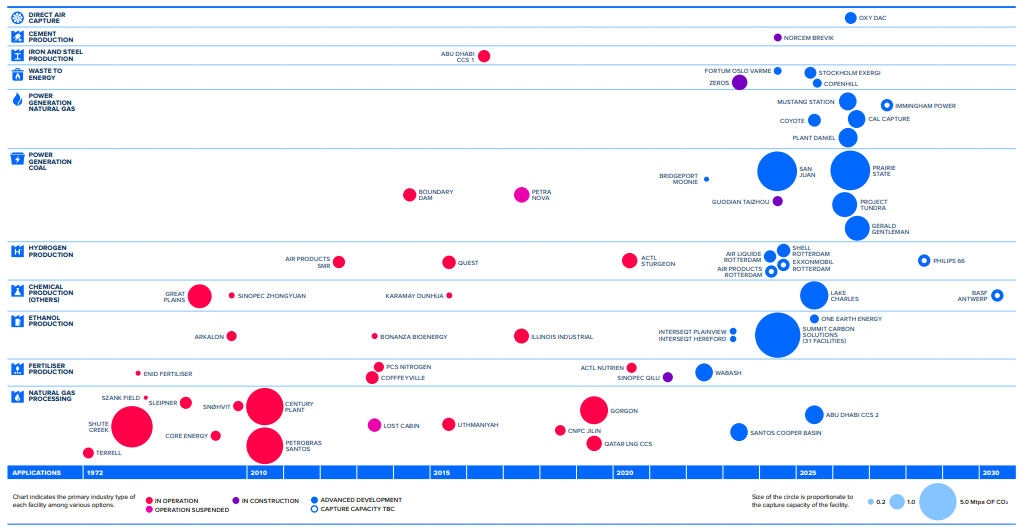 DIRECT AIR
CAPTURE
OXY DAC
CEMENT
PRODUCTION
NORCEM BREVIK
IRON AND STEEL
PRODUCTION
ABU DHABI
CCS 1
WASTE TO
ENERGY
FORTUM OSLO VARME
STOCKHOLM EXERGI
ZEROS
COPENHILL
POWER
GENERATION
NATURAL GAS
MUSTANG STATION
IMMINGHAM POWER
COYOTE
CAL CAPTURE
PLANT DANIEL
POWER
GENERATION
COAL
BRIDGEPORT
MOONIE
SAN
JUAN
PRAIRIE
STATE
BOUNDARY
DAM
PETRA
NOVA
GUODIAN TAIZHOU
PROJECT
TUNDRA
GERALD
GENTLEMAN
HYDROGEN
PRODUCTION
AIR PRODUCTS
SMR
QUEST
ACTL
STURGEON
AIR LIQUIDE
ROTTERDAM
SHELL
ROTTERDAM
AIR PRODUCTS
ROTTERDAM
EXXONMOBIL
ROTTERDAM
PHILIPS 66
CHEMICAL
PRODUCTION
(OTHERS)
GREAT
PLAINS
SINOPEC ZHONGYUAN
KARAMAY DUNHUA
LAKE
CHARLES
BASF
ANTWERP
ETHANOL
PRODUCTION
ARKALON
BONANZA BIOENERGY
ILLINOIS INDUSTRIAL
INTERSEQT PLAINVIEW
INTERSEQT HEREFORD
ONE EARTH ENERGY
SUMMIT CARBON
SOLUTIONS
(31 FACILITIES)
FERTILISER
PRODUCTION
ENID FERTILISER
PCS NITROGEN
COFFFEYVILLE
ACTL NUTRIEN
SINOPEC QILU
WABASH
NATURAL GAS
PROCESSING
SZANK FIELD
SLEIPNER
SNØHVIT
CENTURY
PLANT
SHUTE
CREEK
CORE ENERGY
PETROBRAS
SANTOS
TERRELL
LOST CABIN
UTHMANIYAH
GORGON
CNPC JILIN
QATAR LNG CCS
ABU DHABI CCS 2
SANTOS COOPER BASIN
APPLICATIONS 1972 2010 2015 2020 2025 2030
Chart indicates the primary industry type of
each facility among various options.
IN OPERATION
OPERATION SUSPENDED
IN CONSTRUCTION
ADVANCED DEVELOPMENT
CAPTURE CAPACITY TBC
Size of the circle is proportionate to
the capture capacity of the facility.
0.2 1.0 5.0 Mtpa OF CO₂